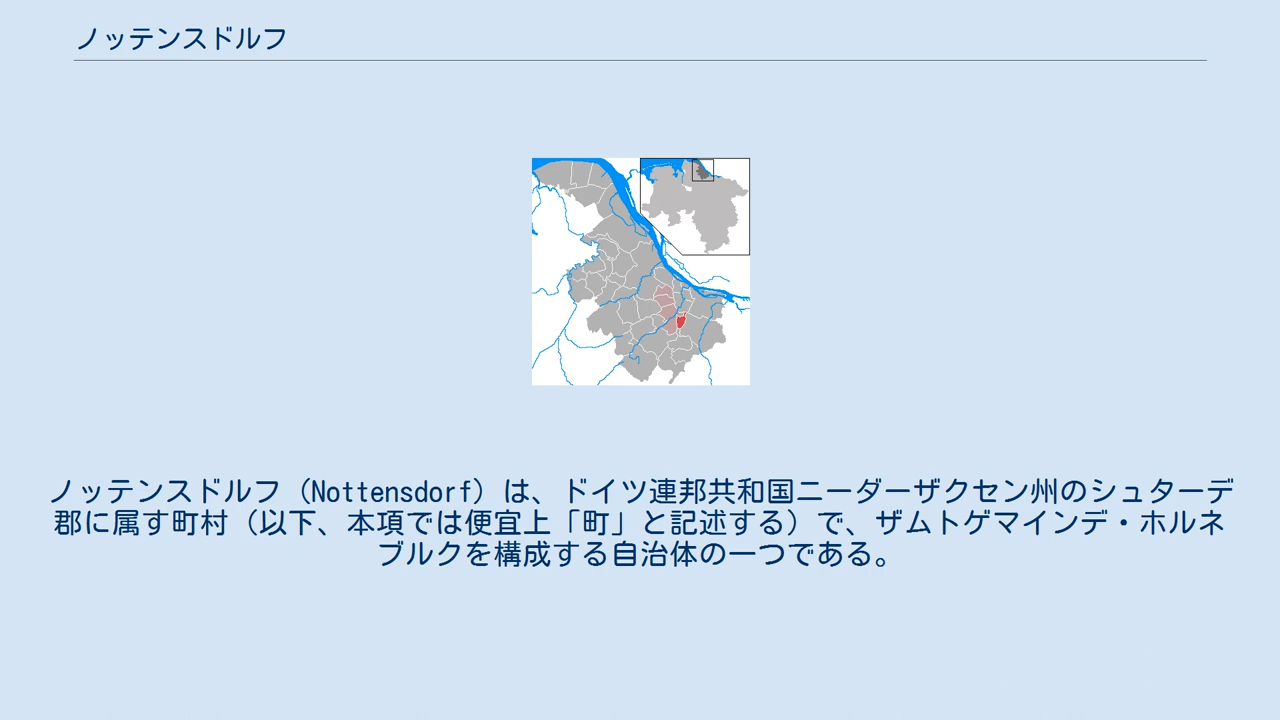 ノッテンスドルフ
ノッテンスドルフ（Nottensdorf）は、ドイツ連邦共和国ニーダーザクセン州のシュターデ
郡に属す町村（以下、本項では便宜上「町」と記述する）で、ザムトゲマインデ・ホルネ
ブルクを構成する自治体の一つである。